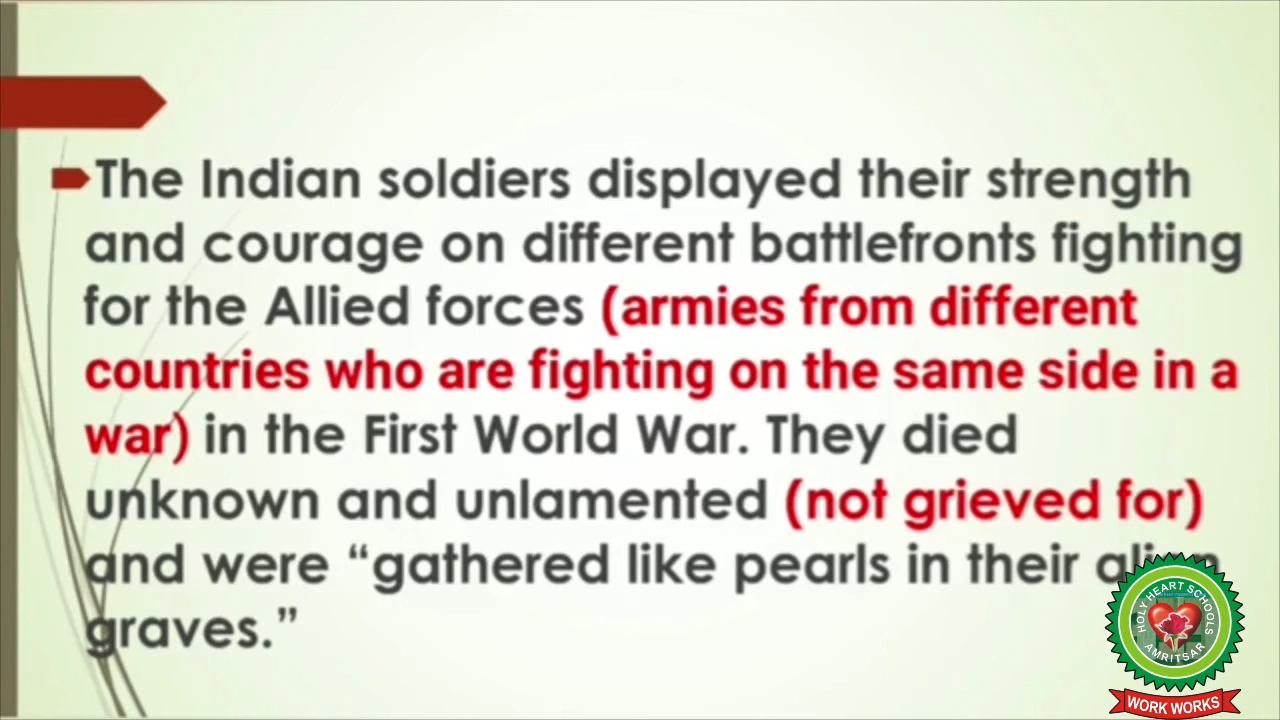 The Indian soldiers displayed their strength
and courage on different battlefronts fighting
for the Allied forces (armies from different
countries who are fighting on the same side in a
war) in the First World War. They died
unknown and unlamented (not grieved for)
and were “gathered like pearls in their alien
graves.”
HOLY HEART SCHOOLS
AMRITSAR
WORK WORKS